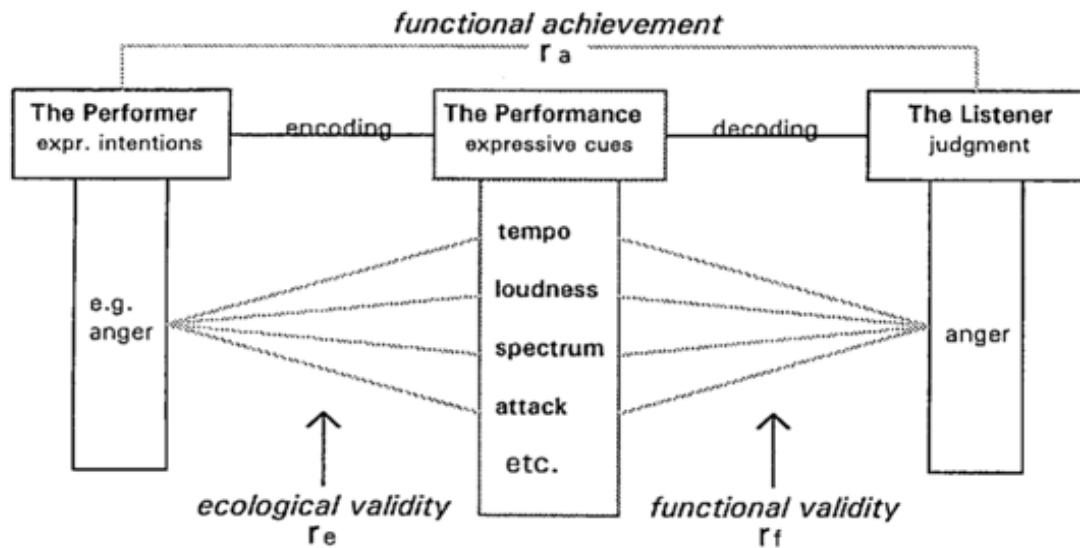 functional achievement
r a
The Performer
expr. intentions
encoding
The Performance
expressive cues
decoding
The Listener
judgment
tempo
loudness
spectrum
attack
etc.
e.g.
anger
anger
ecological validity
r e
functional validity
r f